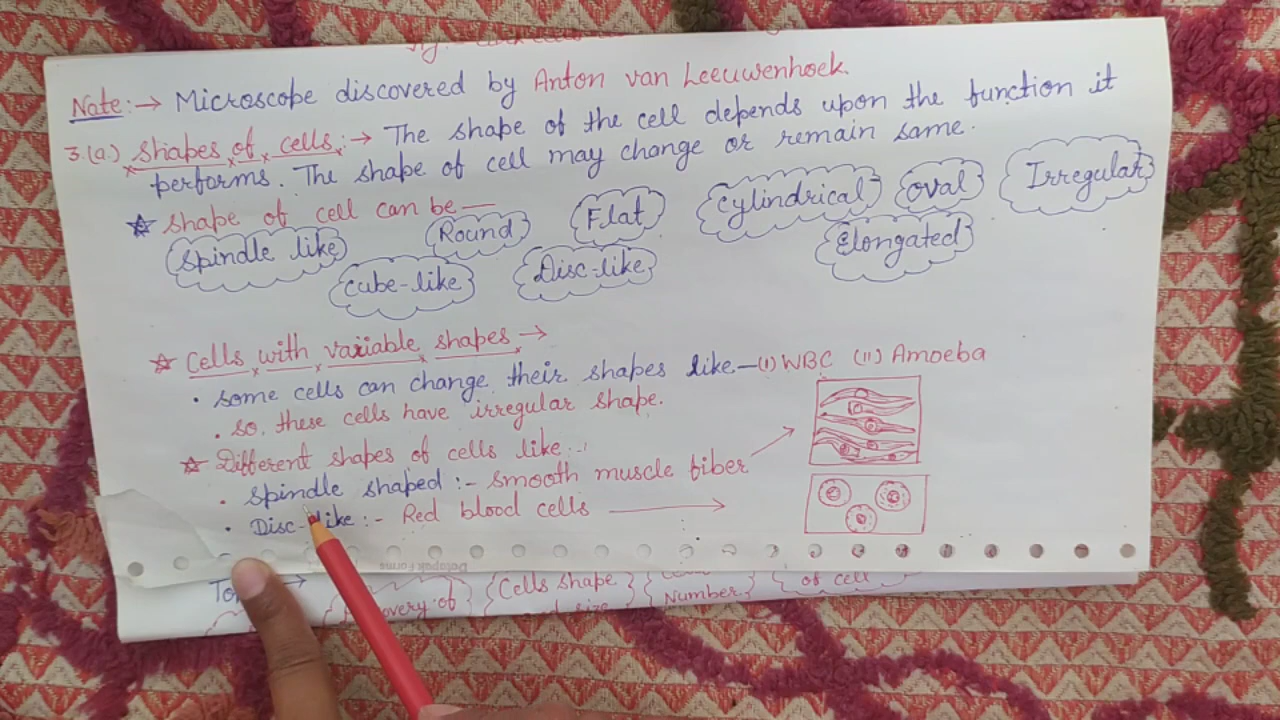 Note:→ Microscope discovered by Anton van Leeuwenhoek.
3.(a.) shapes of cells:→ The shape of the cell depends upon the function it
performs. The shape of cell may change or remain same.
☆ shape of cell can be—
Spindle like Round Flat Cylindrical oval Irregular
Cube-like Disc-like Elongated
☆ Cells with variable shapes→
• some cells can change their shapes like—(i) WBC (ii) Amoeba
• so, these cells have irregular shape.
☆ Different shapes of cells like:-
• Spindle shaped:- smooth muscle fiber
• Disc-like:- Red blood cells
Datapak Forms
Cells shape of cell
Number